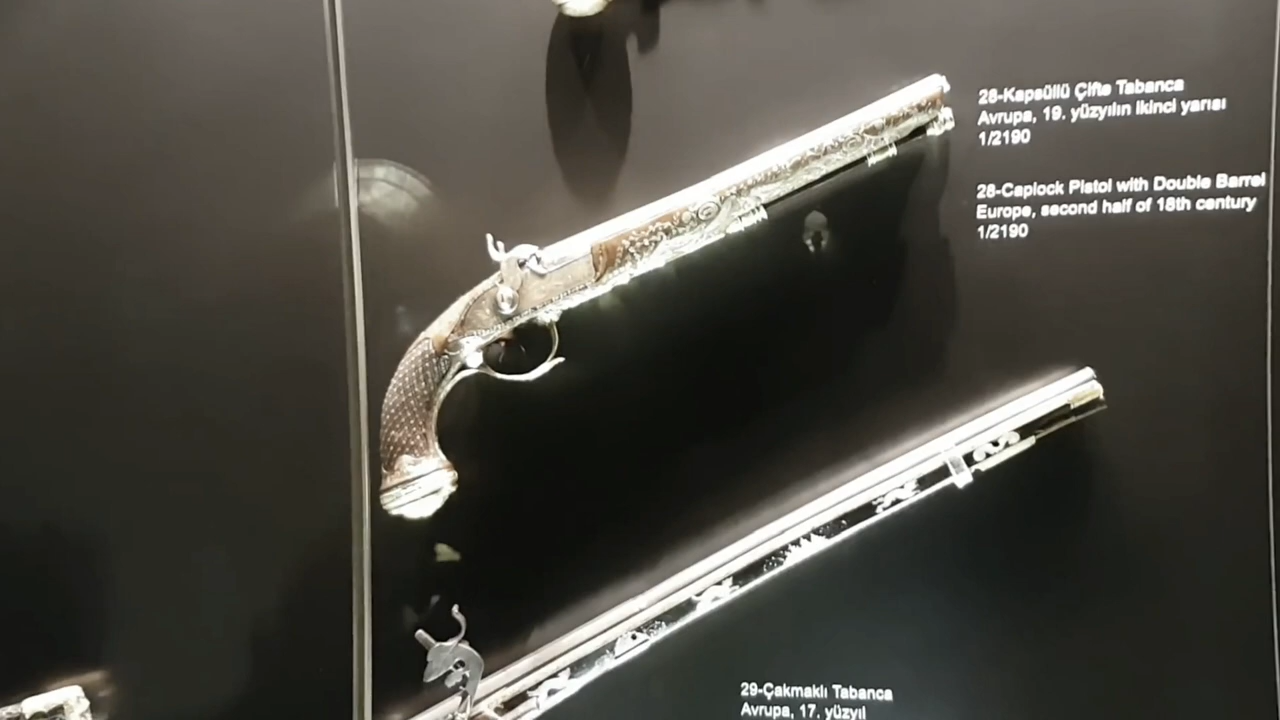 28-Kapsüllü Çifte Tabanca
Avrupa, 19. yüzyılın ikinci yarısı
1/2190
28-Caplock Pistol with Double Barrel
Europe, second half of 18th century
1/2190
29-Çakmaklı Tabanca
Avrupa, 17. yüzyıl